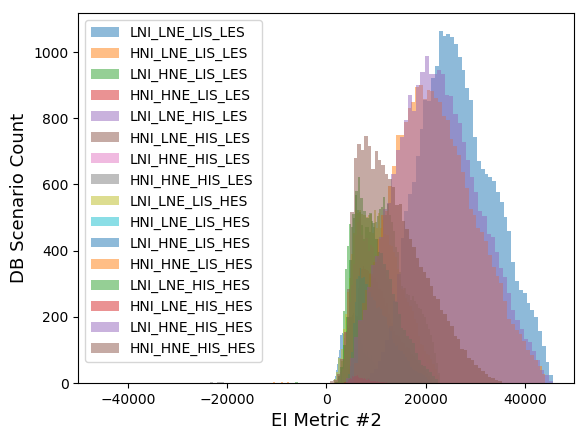 1000
800
600
400
200
0
DB Scenario Count
LNI_LNE_LIS_LES
HNI_LNE_LIS_LES
LNI_HNE_LIS_LES
HNI_HNE_LIS_LES
LNI_LNE_HIS_LES
HNI_LNE_HIS_LES
LNI_HNE_HIS_LES
HNI_HNE_HIS_LES
LNI_LNE_LIS_HES
HNI_LNE_LIS_HES
LNI_HNE_LIS_HES
HNI_HNE_LIS_HES
LNI_LNE_HIS_HES
HNI_LNE_HIS_HES
LNI_HNE_HIS_HES
HNI_HNE_HIS_HES
−40000 −20000 0 20000 40000
EI Metric #2